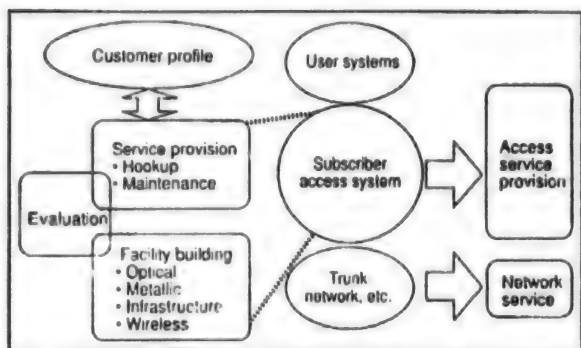 Customer profile
Service provision
• Hookup
• Maintenance
Evaluation
Facility building
• Optical
• Metallic
• Infrastructure
• Wireless
User systems
Subscriber
access system
Trunk
network, etc.
Access
service
provision
Network
service